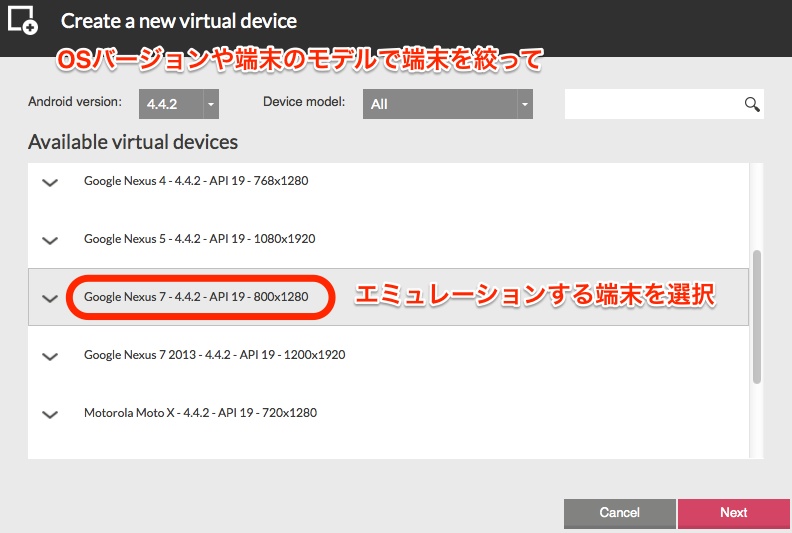 Create a new virtual device
OSバージョンや端末のモデルで端末を絞って
Android version: 4.4.2 Device model: All
Available virtual devices
Google Nexus 4 - 4.4.2 - API 19 - 768x1280
Google Nexus 5 - 4.4.2 - API 19 - 1080x1920
Google Nexus 7 - 4.4.2 - API 19 - 800x1280 エミュレーションする端末を選択
Google Nexus 7 2013 - 4.4.2 - API 19 - 1200x1920
Motorola Moto X - 4.4.2 - API 19 - 720x1280
Cancel Next